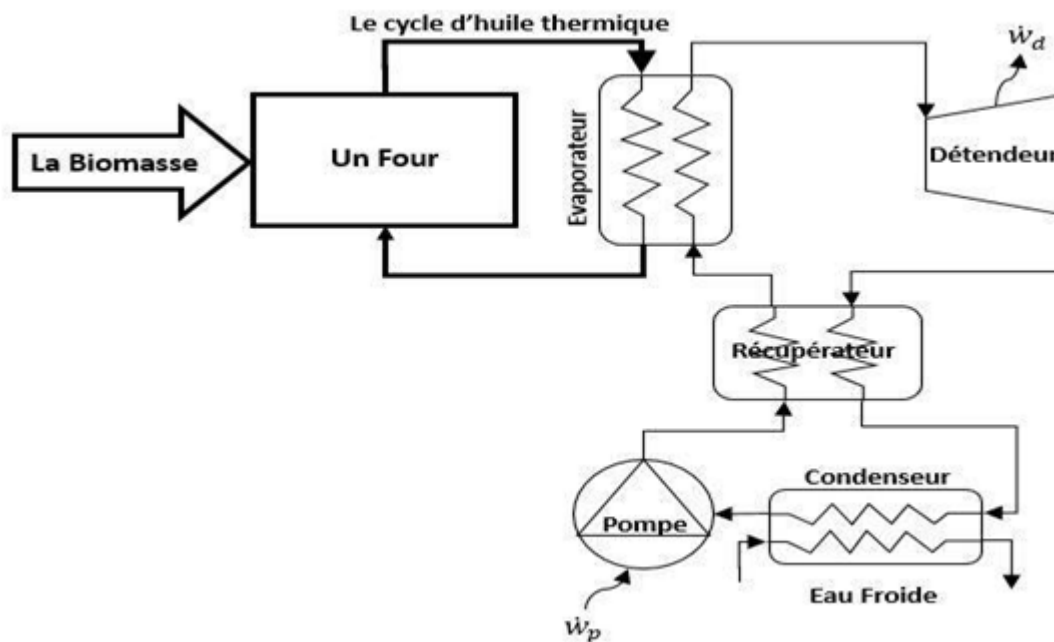 Le cycle d'huile thermique
ẇd
La Biomasse
Un Four
Evaporateur
Détendeur
Récupérateur
Condenseur
Pompe
Eau Froide
ẇp